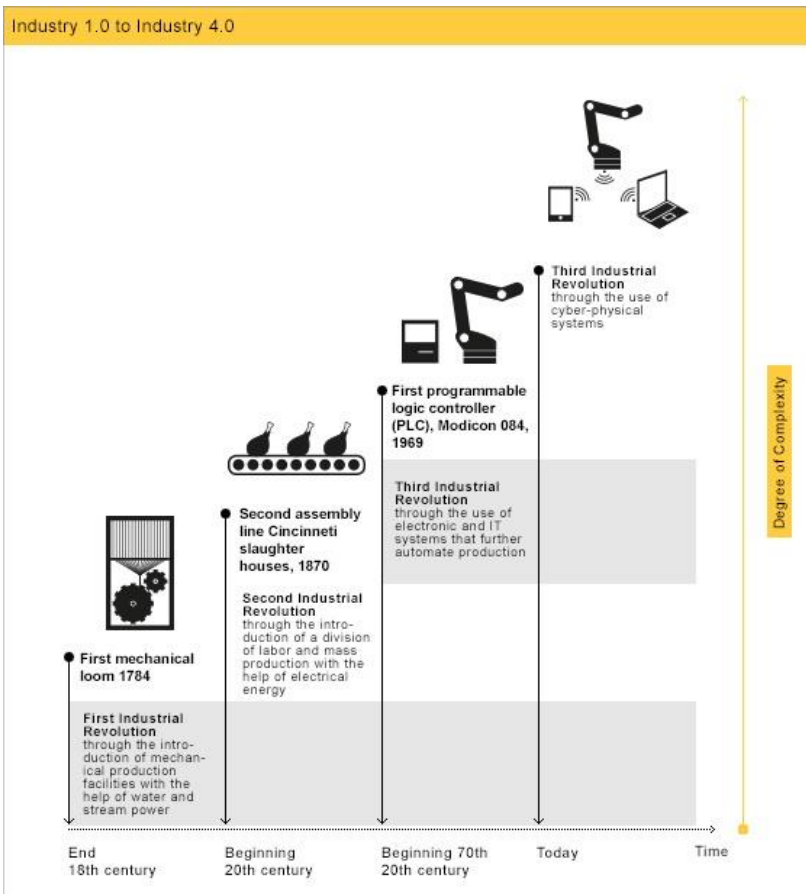 Industry 1.0 to Industry 4.0
Third Industrial
Revolution
through the use of
cyber-physical
systems
First programmable
logic controller
(PLC), Modicon 084,
1969
Third Industrial
Revolution
through the use of
electronic and IT
systems that further
automate production
Second assembly
line Cincinneti
slaughter
houses, 1870
Second Industrial
Revolution
through the intro-
duction of a division
of labor and mass
production with the
help of electrical
energy
First mechanical
loom 1784
First Industrial
Revolution
through the intro-
duction of mechan-
ical production
facilities with the
help of water and
stream power
Degree of Complexity
End
18th century
Beginning
20th century
Beginning 70th
20th century
Today
Time